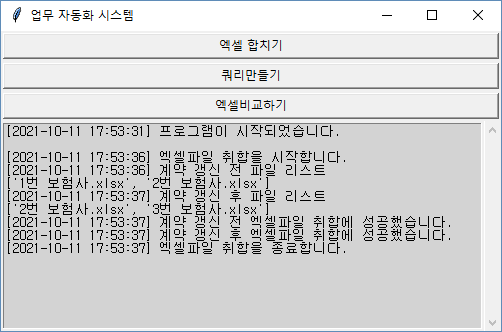 업무 자동화 시스템
엑셀 합치기
쿼리만들기
엑셀비교하기
[2021-10-11 17:53:31] 프로그램이 시작되었습니다.
[2021-10-11 17:53:36] 엑셀파일 취합을 시작합니다.
[2021-10-11 17:53:36] 계약 갱신 전 파일 리스트
['1번 보험사.xlsx', '2번 보험사.xlsx']
[2021-10-11 17:53:37] 계약 갱신 후 파일 리스트
['2번 보험사.xlsx', '3번 보험사.xlsx']
[2021-10-11 17:53:37] 계약 갱신 전 엑셀파일 취합에 성공했습니다.
[2021-10-11 17:53:37] 계약 갱신 후 엑셀파일 취합에 성공했습니다.
[2021-10-11 17:53:37] 엑셀파일 취합을 종료합니다.